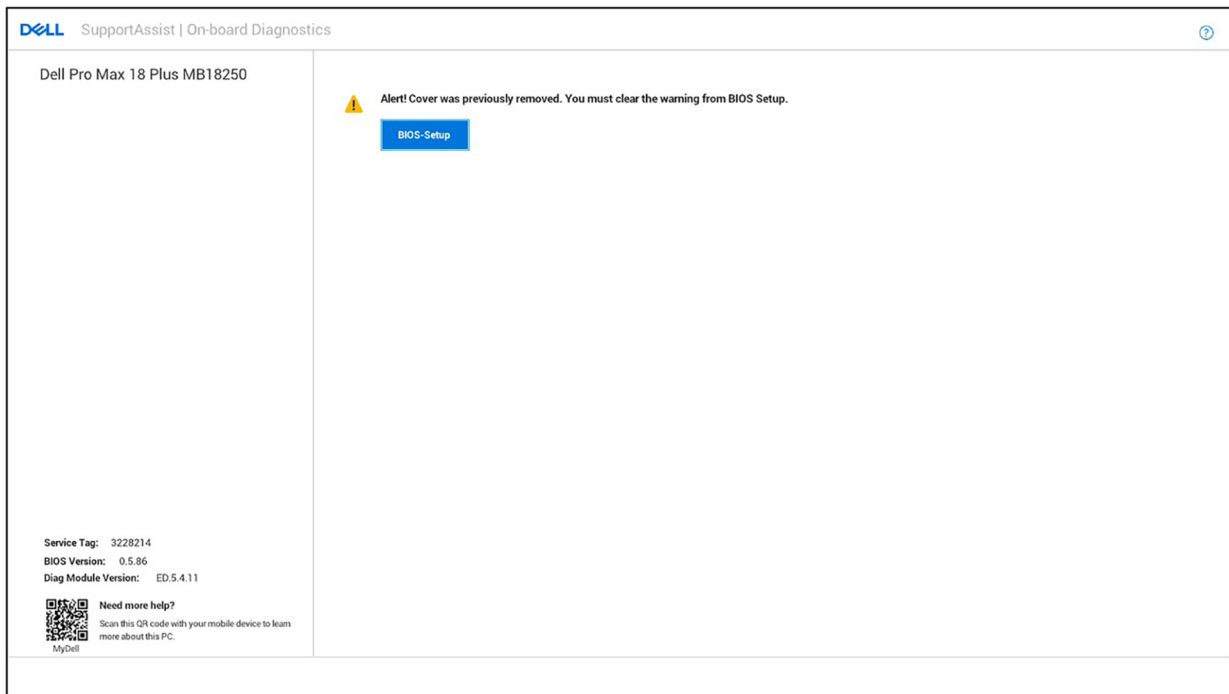 DELL SupportAssist | On-board Diagnostics
?
Dell Pro Max 18 Plus MB18250
Alert! Cover was previously removed. You must clear the warning from BIOS Setup.
BIOS-Setup
Service Tag: 3228214
BIOS Version: 0.5.86
Diag Module Version: ED.5.4.11
Need more help?
Scan this QR code with your mobile device to learn
more about this PC.
MyDell